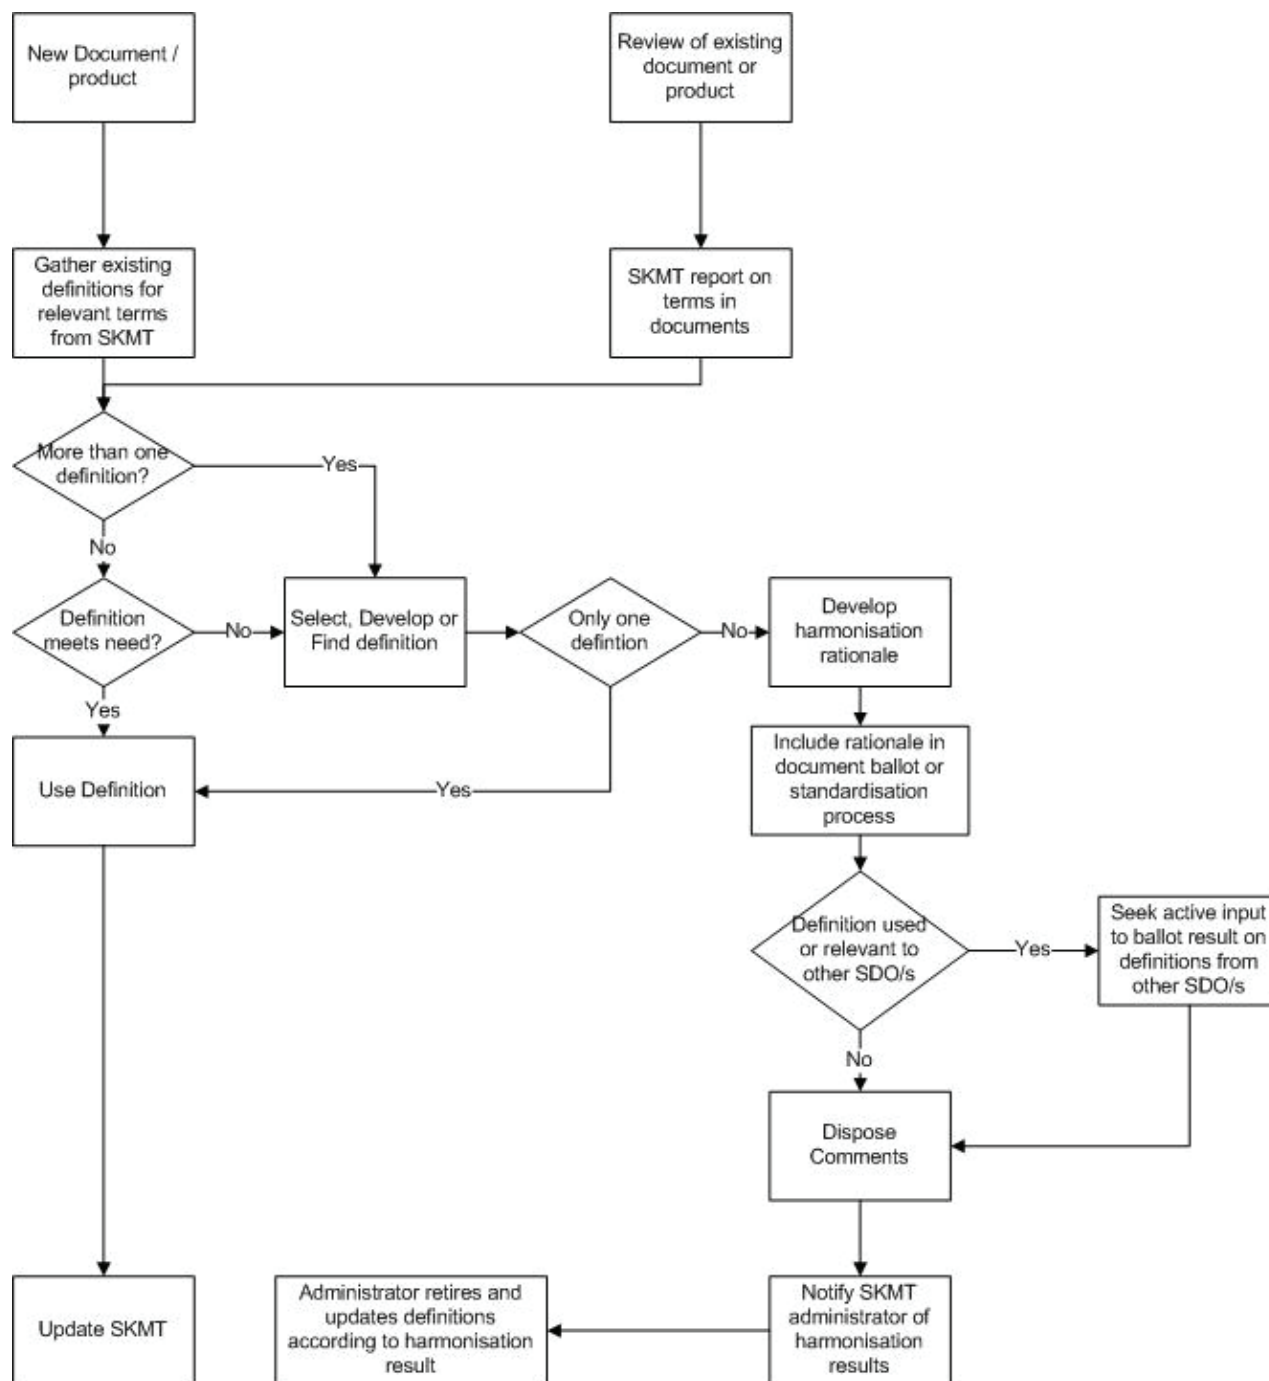 New Document /
product
Review of existing
document or
product
Gather existing
definitions for
relevant terms
from SKMT
SKMT report on
terms in
documents
More than one
definition?
Yes
No
Definition
meets need?
No
Select, Develop or
Find definition
Only one
defintion
No
Develop
harmonisation
rationale
Yes
Use Definition
Yes
Include rationale in
document ballot or
standardisation
process
Definition used
or relevant to
other SDO/s
Yes
Seek active input
to ballot result on
definitions from
other SDO/s
No
Dispose
Comments
Update SKMT
Administrator retires and
updates definitions
according to harmonisation
result
Notify SKMT
administrator of
harmonisation
results